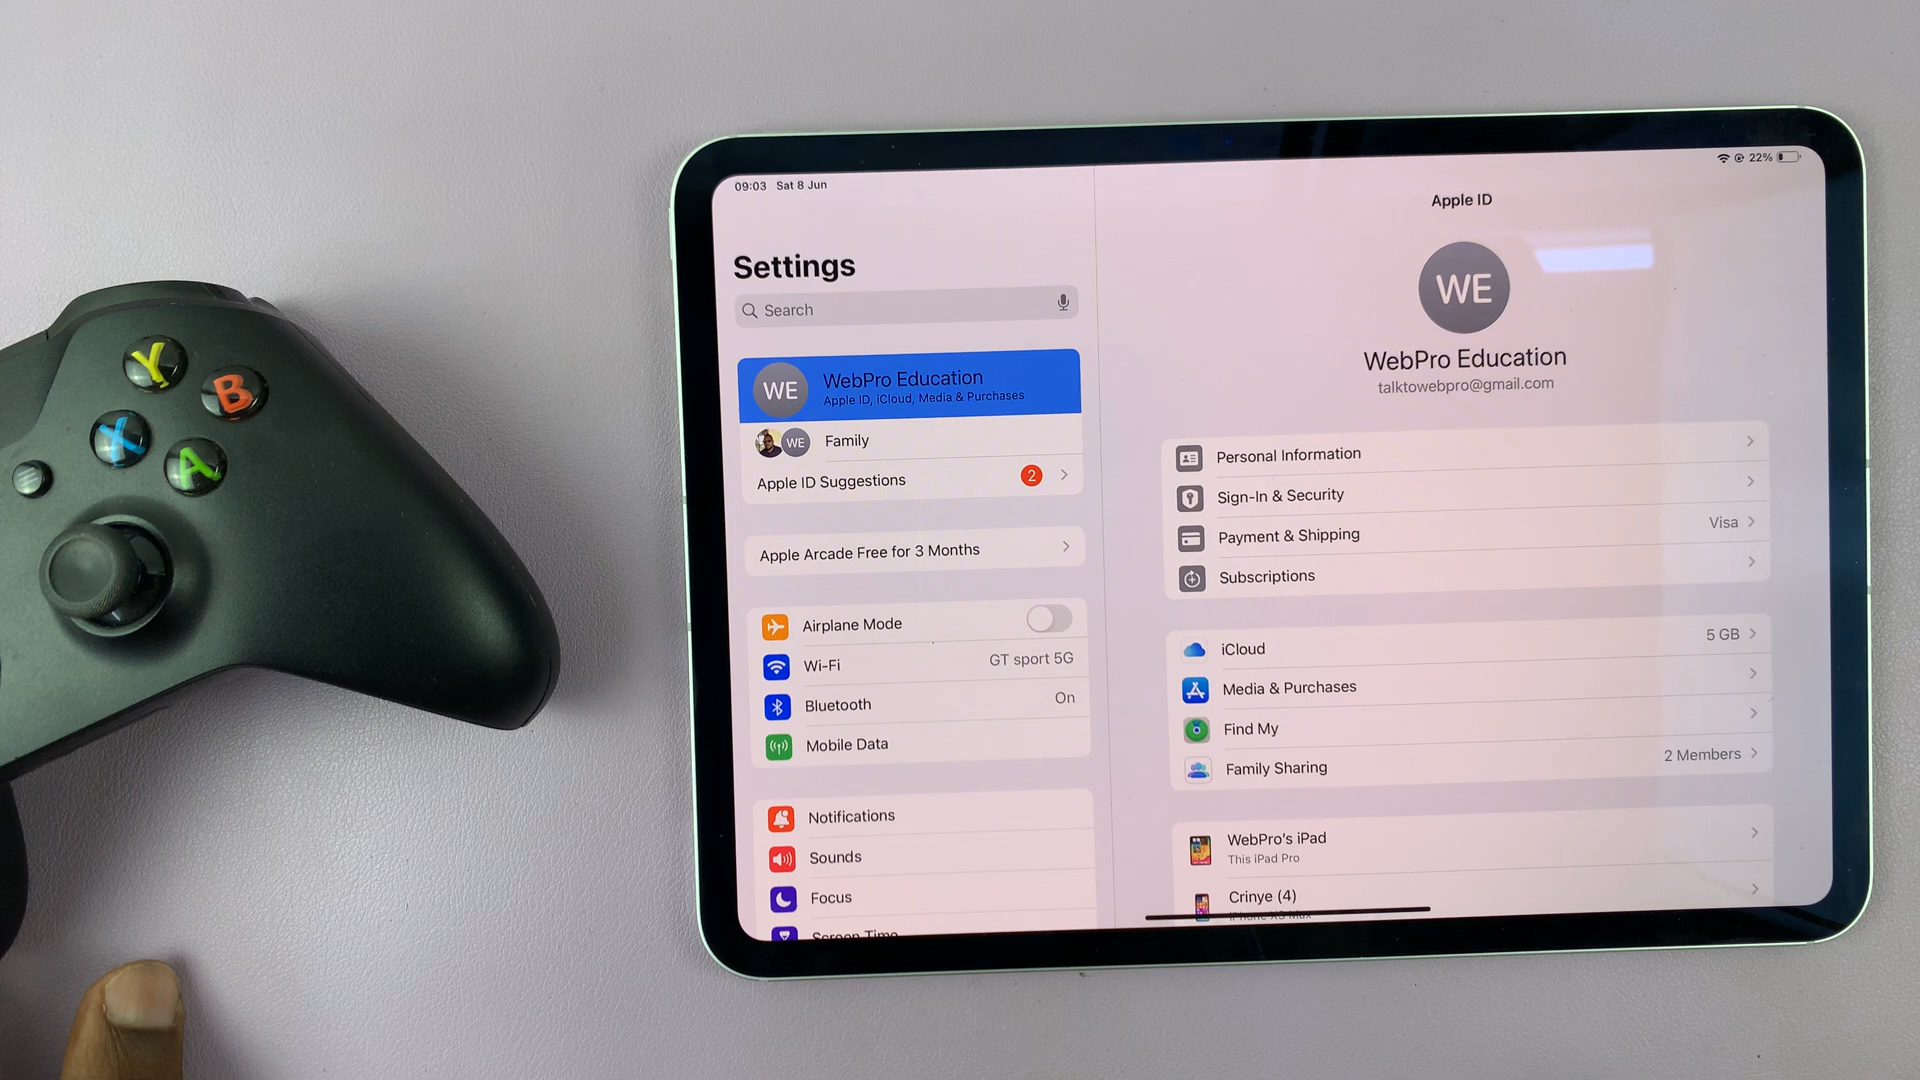 Y
B
X
A
09:03 Sat 8 Jun
22%
Settings
Search
WE
WebPro Education
Apple ID, iCloud, Media & Purchases
WE
Family
Apple ID Suggestions
2
Apple Arcade Free for 3 Months
Airplane Mode
Wi-Fi
GT sport 5G
Bluetooth
On
Mobile Data
Notifications
Sounds
Focus
Screen Time
Apple ID
WE
WebPro Education
talktowebpro@gmail.com
Personal Information
Sign-In & Security
Payment & Shipping
Visa
Subscriptions
iCloud
5 GB
Media & Purchases
Find My
Family Sharing
2 Members
WebPro's iPad
This iPad Pro
Crinye (4)
iPhone XS Max